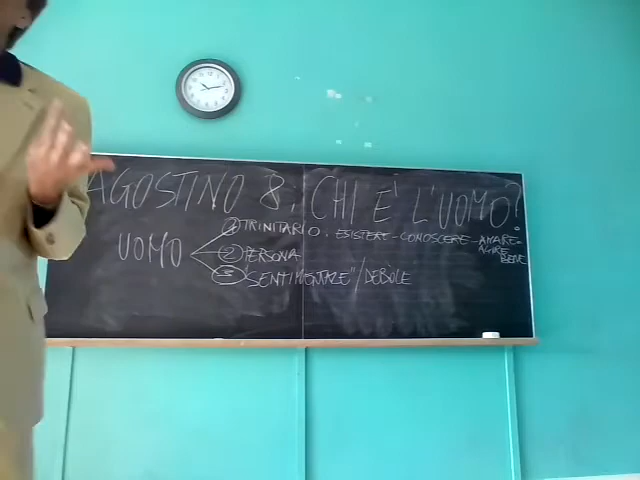 AGOSTINO 8. CHI E' L'UOMO?
UOMO
① TRINITARIO. ESISTERE - CONOSCERE - AMARE =
AGIRE
BENE
② PERSONA
③ "SENTIMENTALE"/DEBOLE